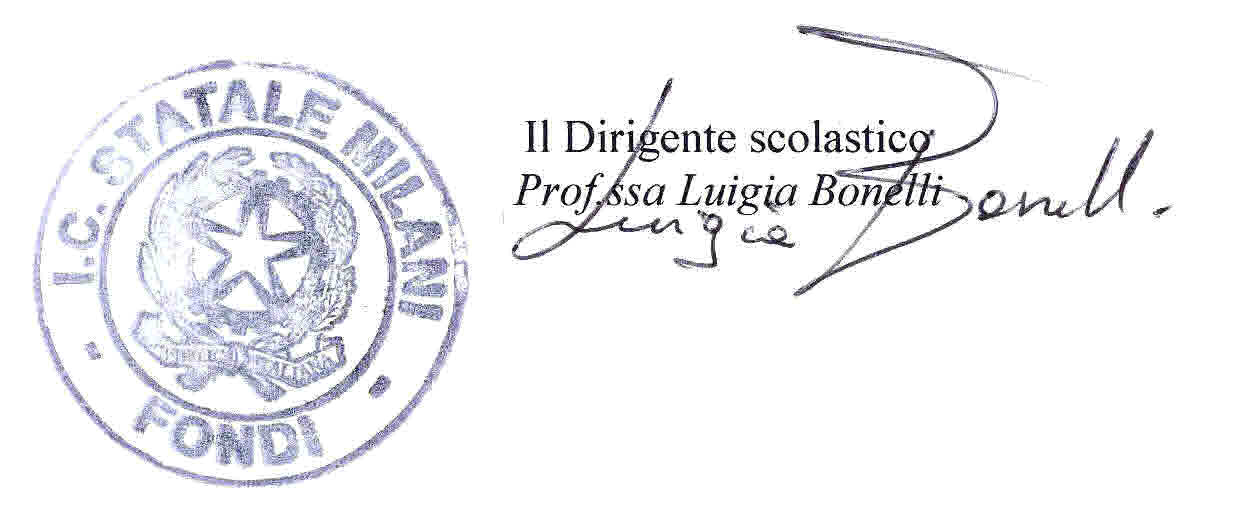 I.C. STATALE MILANI
FONDI
Il Dirigente scolastico
Prof.ssa Luigia Bonelli
Luigia Bonelli